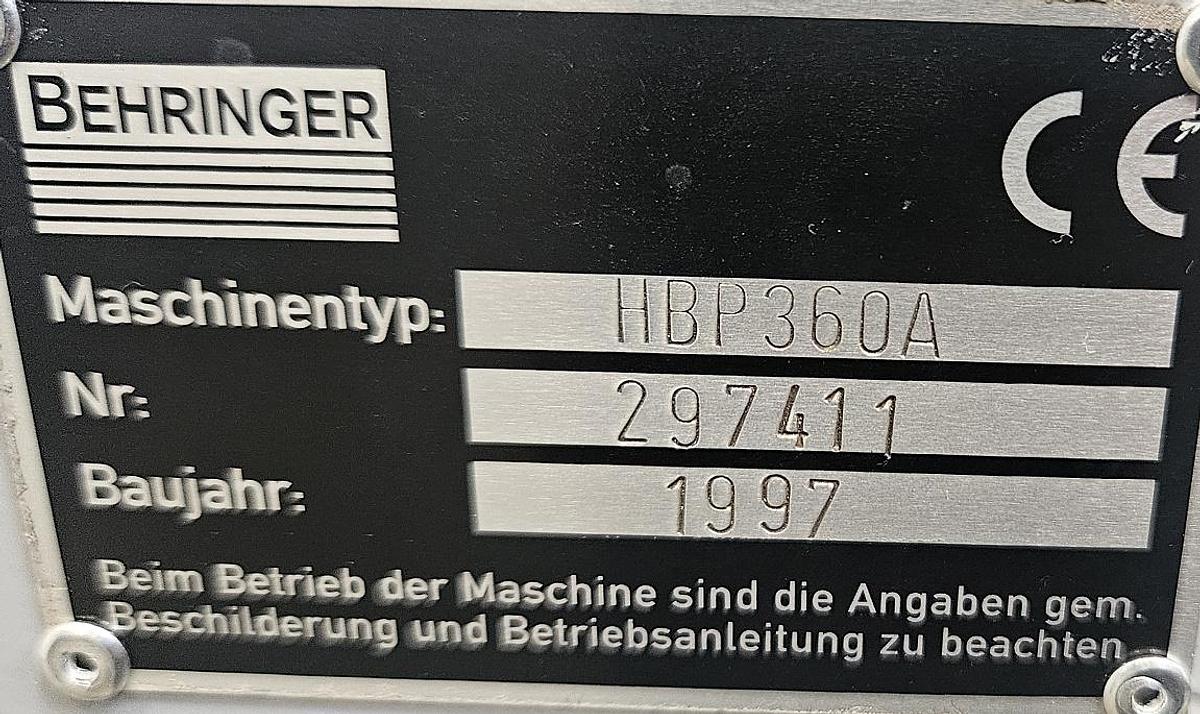 BEHRINGER
CE
Maschinentyp: HBP360A
Nr: 297411
Baujahr: 1997
Beim Betrieb der Maschine sind die Angaben gem.
Beschilderung und Betriebsanleitung zu beachten